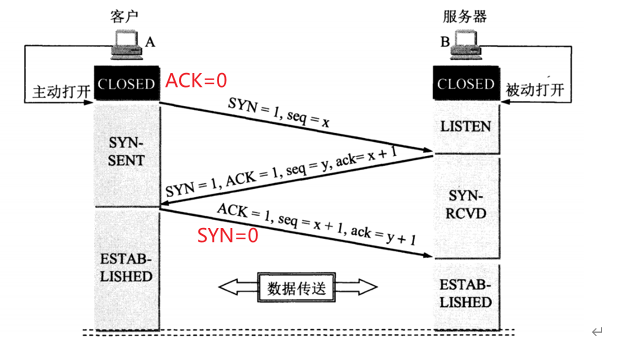 客户
服务器
A
B
主动打开
CLOSED
ACK=0
CLOSED
被动打开
SYN = 1, seq = x
LISTEN
SYN-
SENT
SYN = 1, ACK = 1, seq = y, ack= x + 1
SYN-
RCVD
ACK = 1, seq = x + 1, ack = y + 1
SYN=0
ESTAB-
LISHED
数据传送
ESTAB-
LISHED